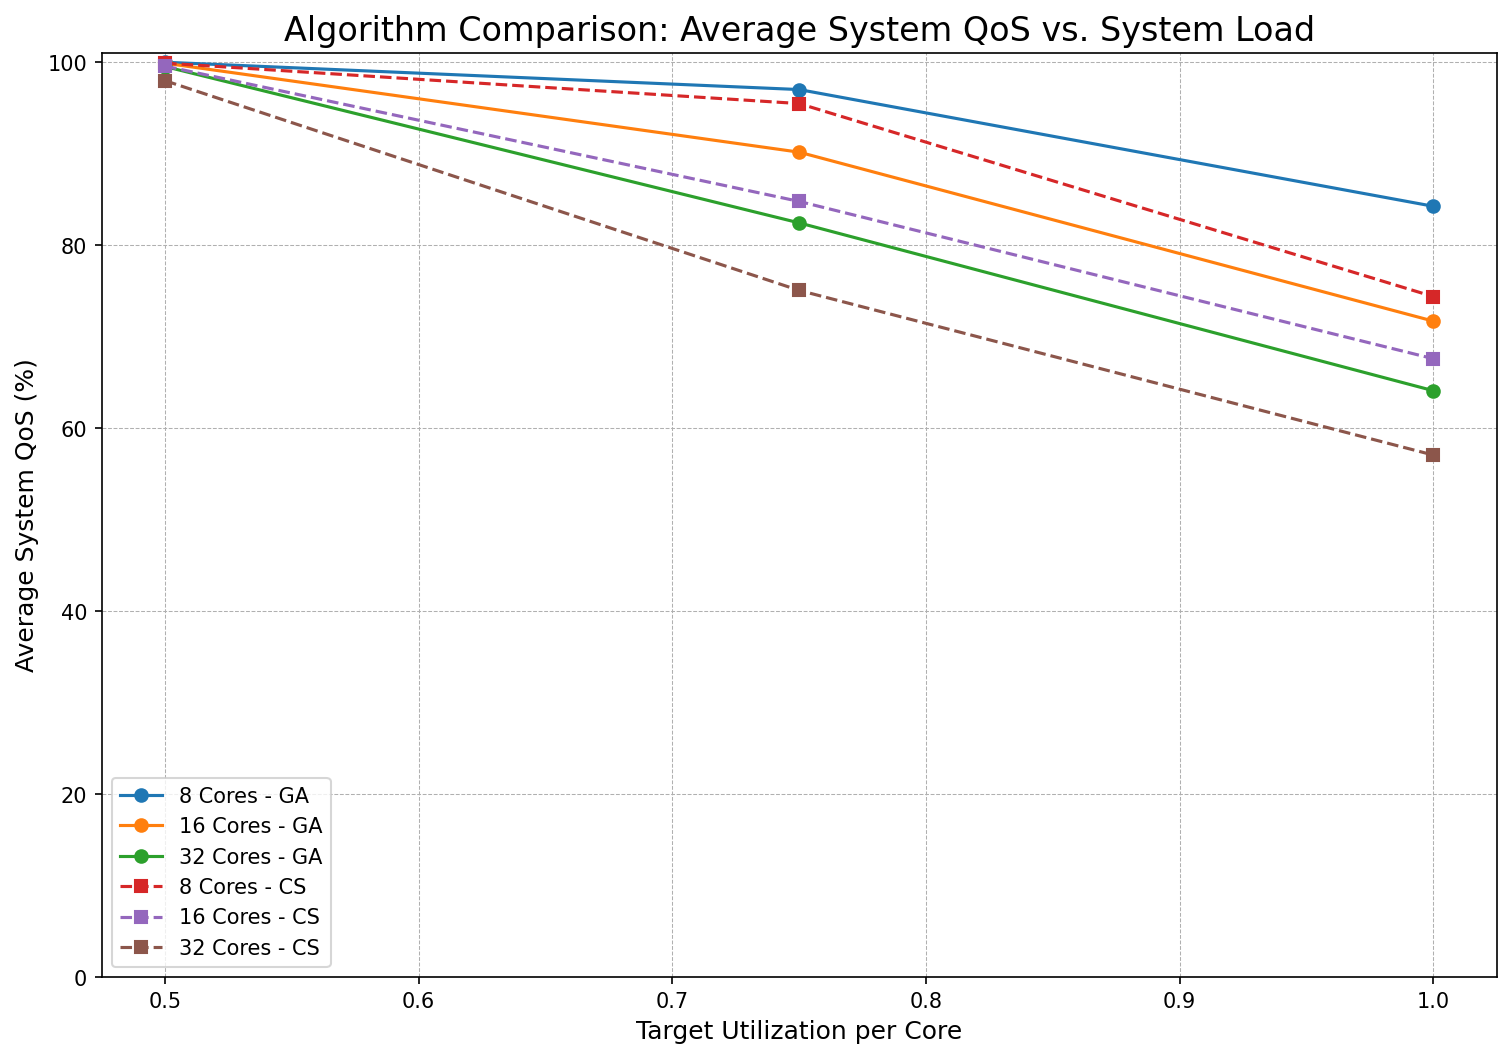 Algorithm Comparison: Average System QoS vs. System Load
Average System QoS (%)
100
80
60
40
20
0
8 Cores - GA
16 Cores - GA
32 Cores - GA
8 Cores - CS
16 Cores - CS
32 Cores - CS
0.5 0.6 0.7 0.8 0.9 1.0
Target Utilization per Core